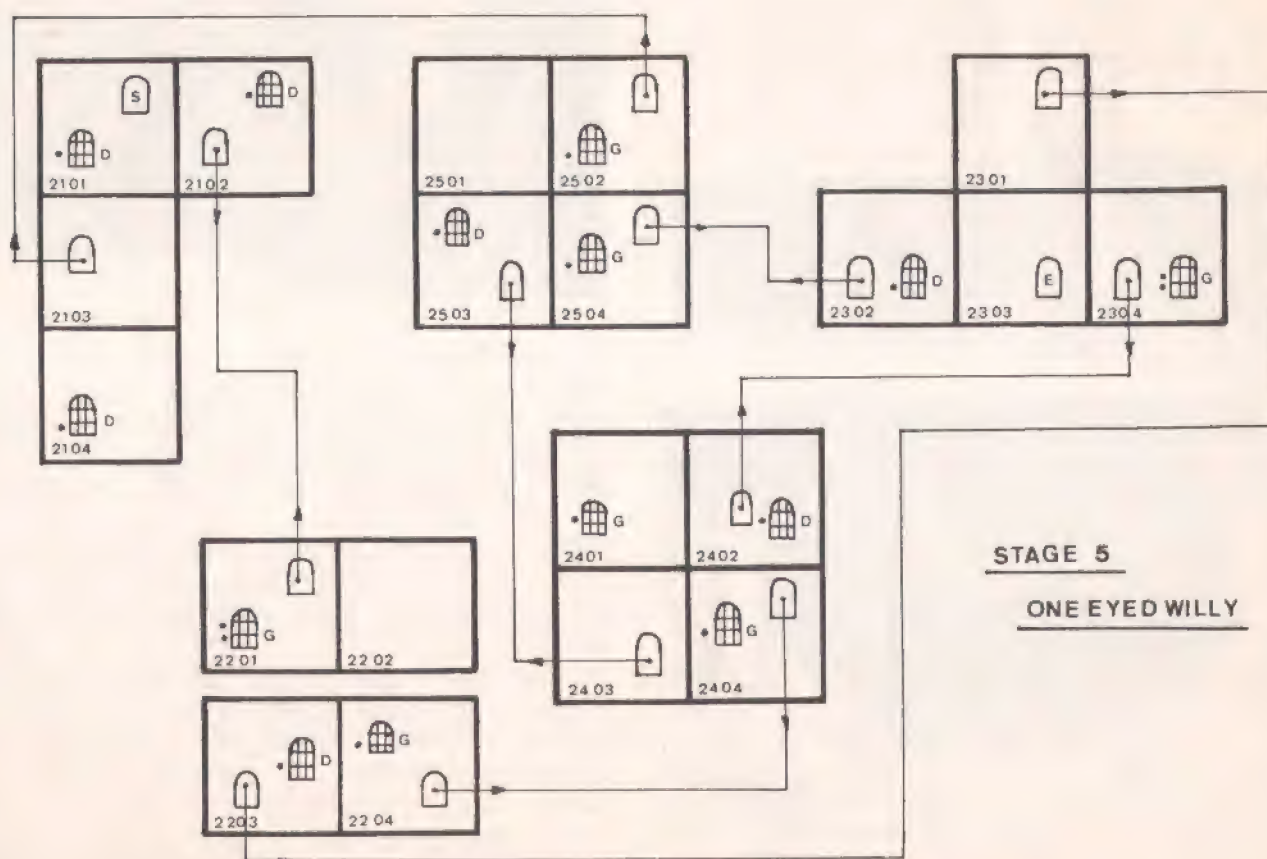 S
D
D
2101
2102
2103
D
2104
G
2501
2502
D
G
2503
2504
2301
D
E
G
2302
2303
2304
G
D
2401
2402
G
2403
2404
G
2201
2202
D
G
2203
2204
STAGE 5
ONE EYED WILLY